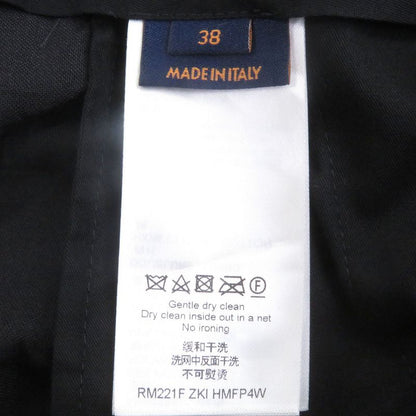 38
MADE IN ITALY
Gentle dry clean
Dry clean inside out in a net
No ironing
缓和干洗
洗网中反面干洗
不可熨烫
RM221F ZKI HMFP4W